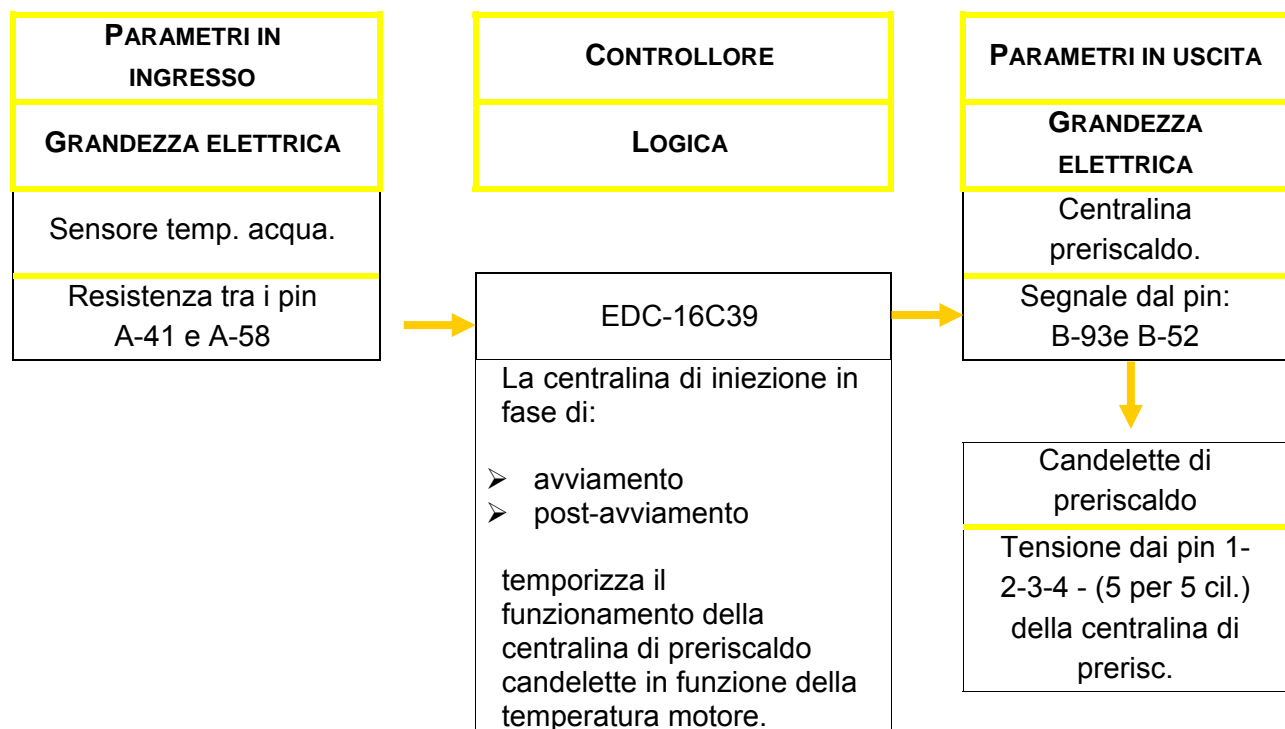 PARAMETRI IN
INGRESSO
GRANDEZZA ELETTRICA
Sensore temp. acqua.
Resistenza tra i pin
A-41 e A-58
CONTROLLORE
LOGICA
EDC-16C39
La centralina di iniezione in
fase di:
➢ avviamento
➢ post-avviamento
temporizza il
funzionamento della
centralina di preriscaldo
candelette in funzione della
temperatura motore.
PARAMETRI IN USCITA
GRANDEZZA
ELETTRICA
Centralina
preriscaldo.
Segnale dal pin:
B-93e B-52
Candelette di
preriscaldo
Tensione dai pin 1-
2-3-4 - (5 per 5 cil.)
della centralina di
prerisc.